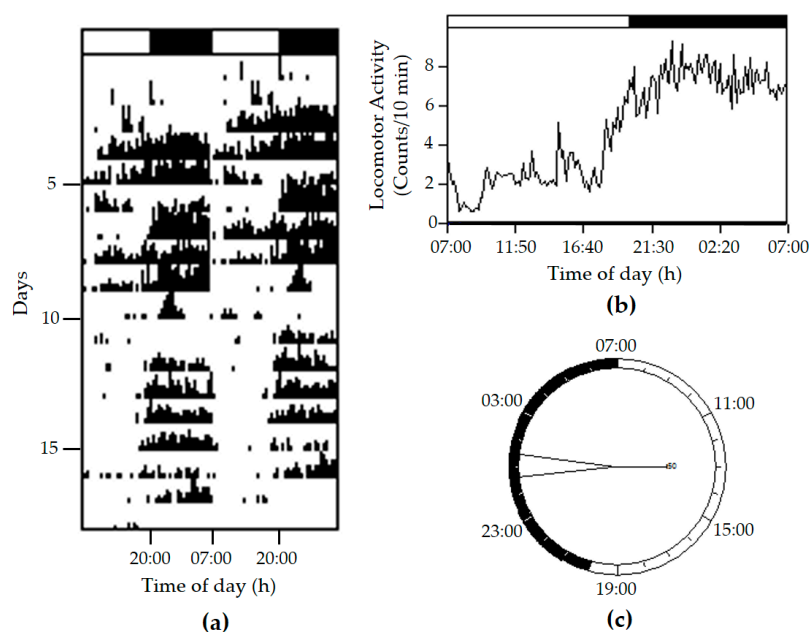 Days
5
10
15
20:00 07:00 20:00
Time of day (h)
(a)
(b)
Locomotor Activity
(Counts/10 min)
8
6
4
2
0
07:00 11:50 16:40 21:30 02:20 07:00
Time of day (h)
(b)
07:00
03:00
11:00
23:00
15:00
19:00
(c)